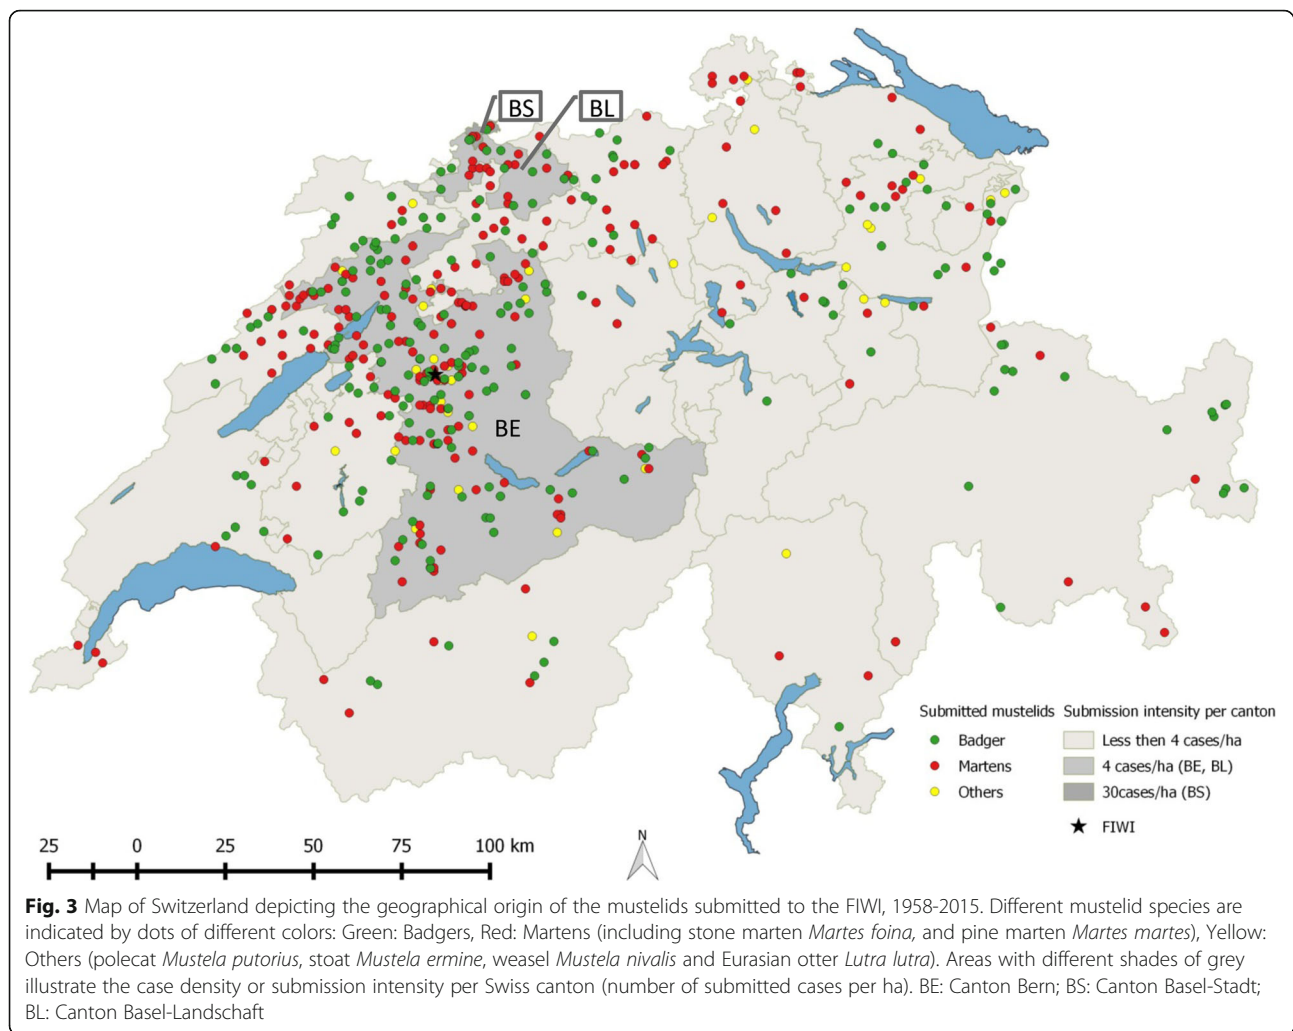 BS
BL
BE
Submitted mustelids
Badger
Martens
Others
Submission intensity per canton
Less then 4 cases/ha
4 cases/ha (BE, BL)
30cases/ha (BS)
FIWI
25 0 25 50 75 100 km
N
Fig. 3 Map of Switzerland depicting the geographical origin of the mustelids submitted to the FIWI, 1958-2015. Different mustelid species are
indicated by dots of different colors: Green: Badgers, Red: Martens (including stone marten Martes foina, and pine marten Martes martes), Yellow:
Others (polecat Mustela putorius, stoat Mustela ermine, weasel Mustela nivalis and Eurasian otter Lutra lutra). Areas with different shades of grey
illustrate the case density or submission intensity per Swiss canton (number of submitted cases per ha). BE: Canton Bern; BS: Canton Basel-Stadt;
BL: Canton Basel-Landschaft